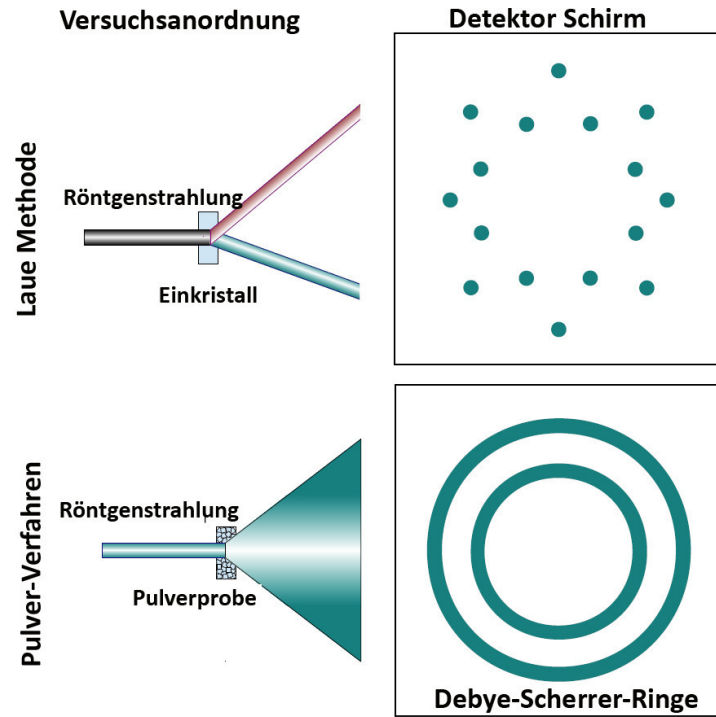 Versuchsanordnung
Detektor Schirm
Laue Methode
Röntgenstrahlung
Einkristall
Pulver-Verfahren
Röntgenstrahlung
Pulverprobe
Debye-Scherrer-Ringe